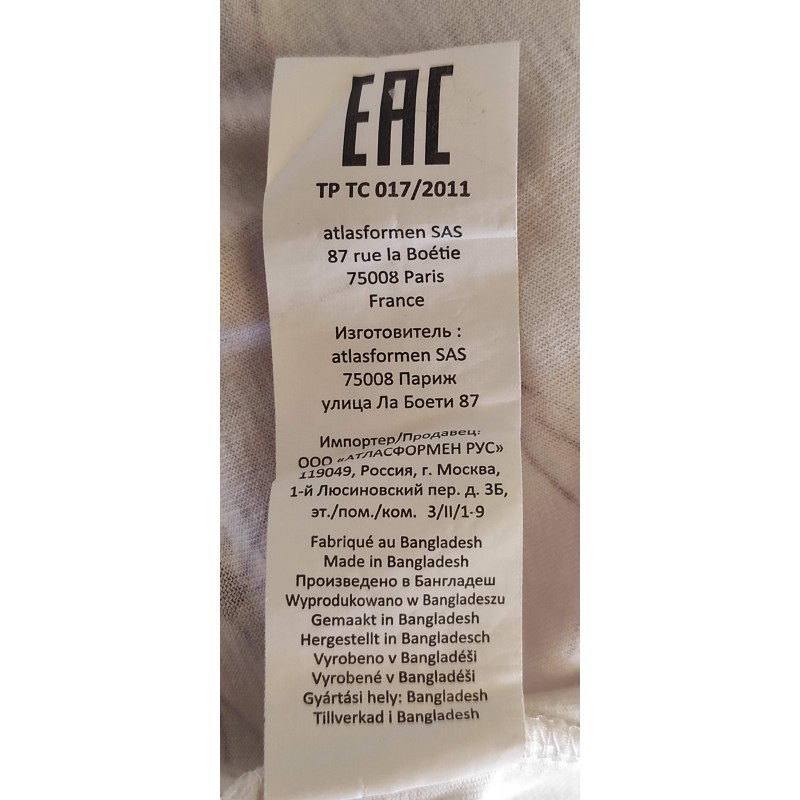 EAC
ТР ТС 017/2011
atlasformen SAS
87 rue la Boétie
75008 Paris
France
Изготовитель :
atlasformen SAS
75008 Париж
улица Ла Боети 87
Импортер/Продавец:
ООО «АТЛАСФОРМЕН РУС»
119049, Россия, г. Москва,
1-й Люсиновский пер. д. 3Б,
эт./пом./ком. 3/II/1-9
Fabriqué au Bangladesh
Made in Bangladesh
Произведено в Бангладеш
Wyprodukowano w Bangladeszu
Gemaakt in Bangladesh
Hergestellt in Bangladesch
Vyrobeno v Bangladéši
Vyrobené v Bangladéši
Gyártási hely: Bangladesh
Tillverkad i Bangladesh